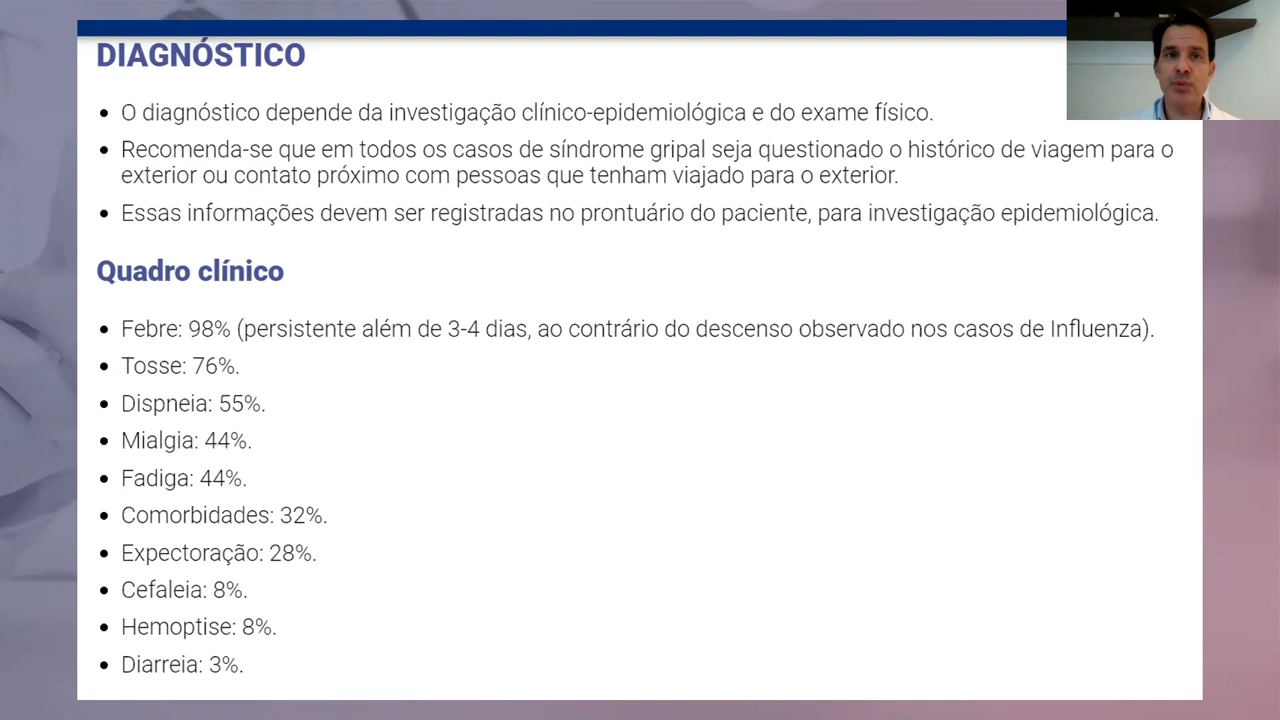 DIAGNÓSTICO
• O diagnóstico depende da investigação clínico-epidemiológica e do exame físico.
• Recomenda-se que em todos os casos de síndrome gripal seja questionado o histórico de viagem para o
exterior ou contato próximo com pessoas que tenham viajado para o exterior.
• Essas informações devem ser registradas no prontuário do paciente, para investigação epidemiológica.
Quadro clínico
• Febre: 98% (persistente além de 3-4 dias, ao contrário do descenso observado nos casos de Influenza).
• Tosse: 76%.
• Dispneia: 55%.
• Mialgia: 44%.
• Fadiga: 44%.
• Comorbidades: 32%.
• Expectoração: 28%.
• Cefaleia: 8%.
• Hemoptise: 8%.
• Diarreia: 3%.